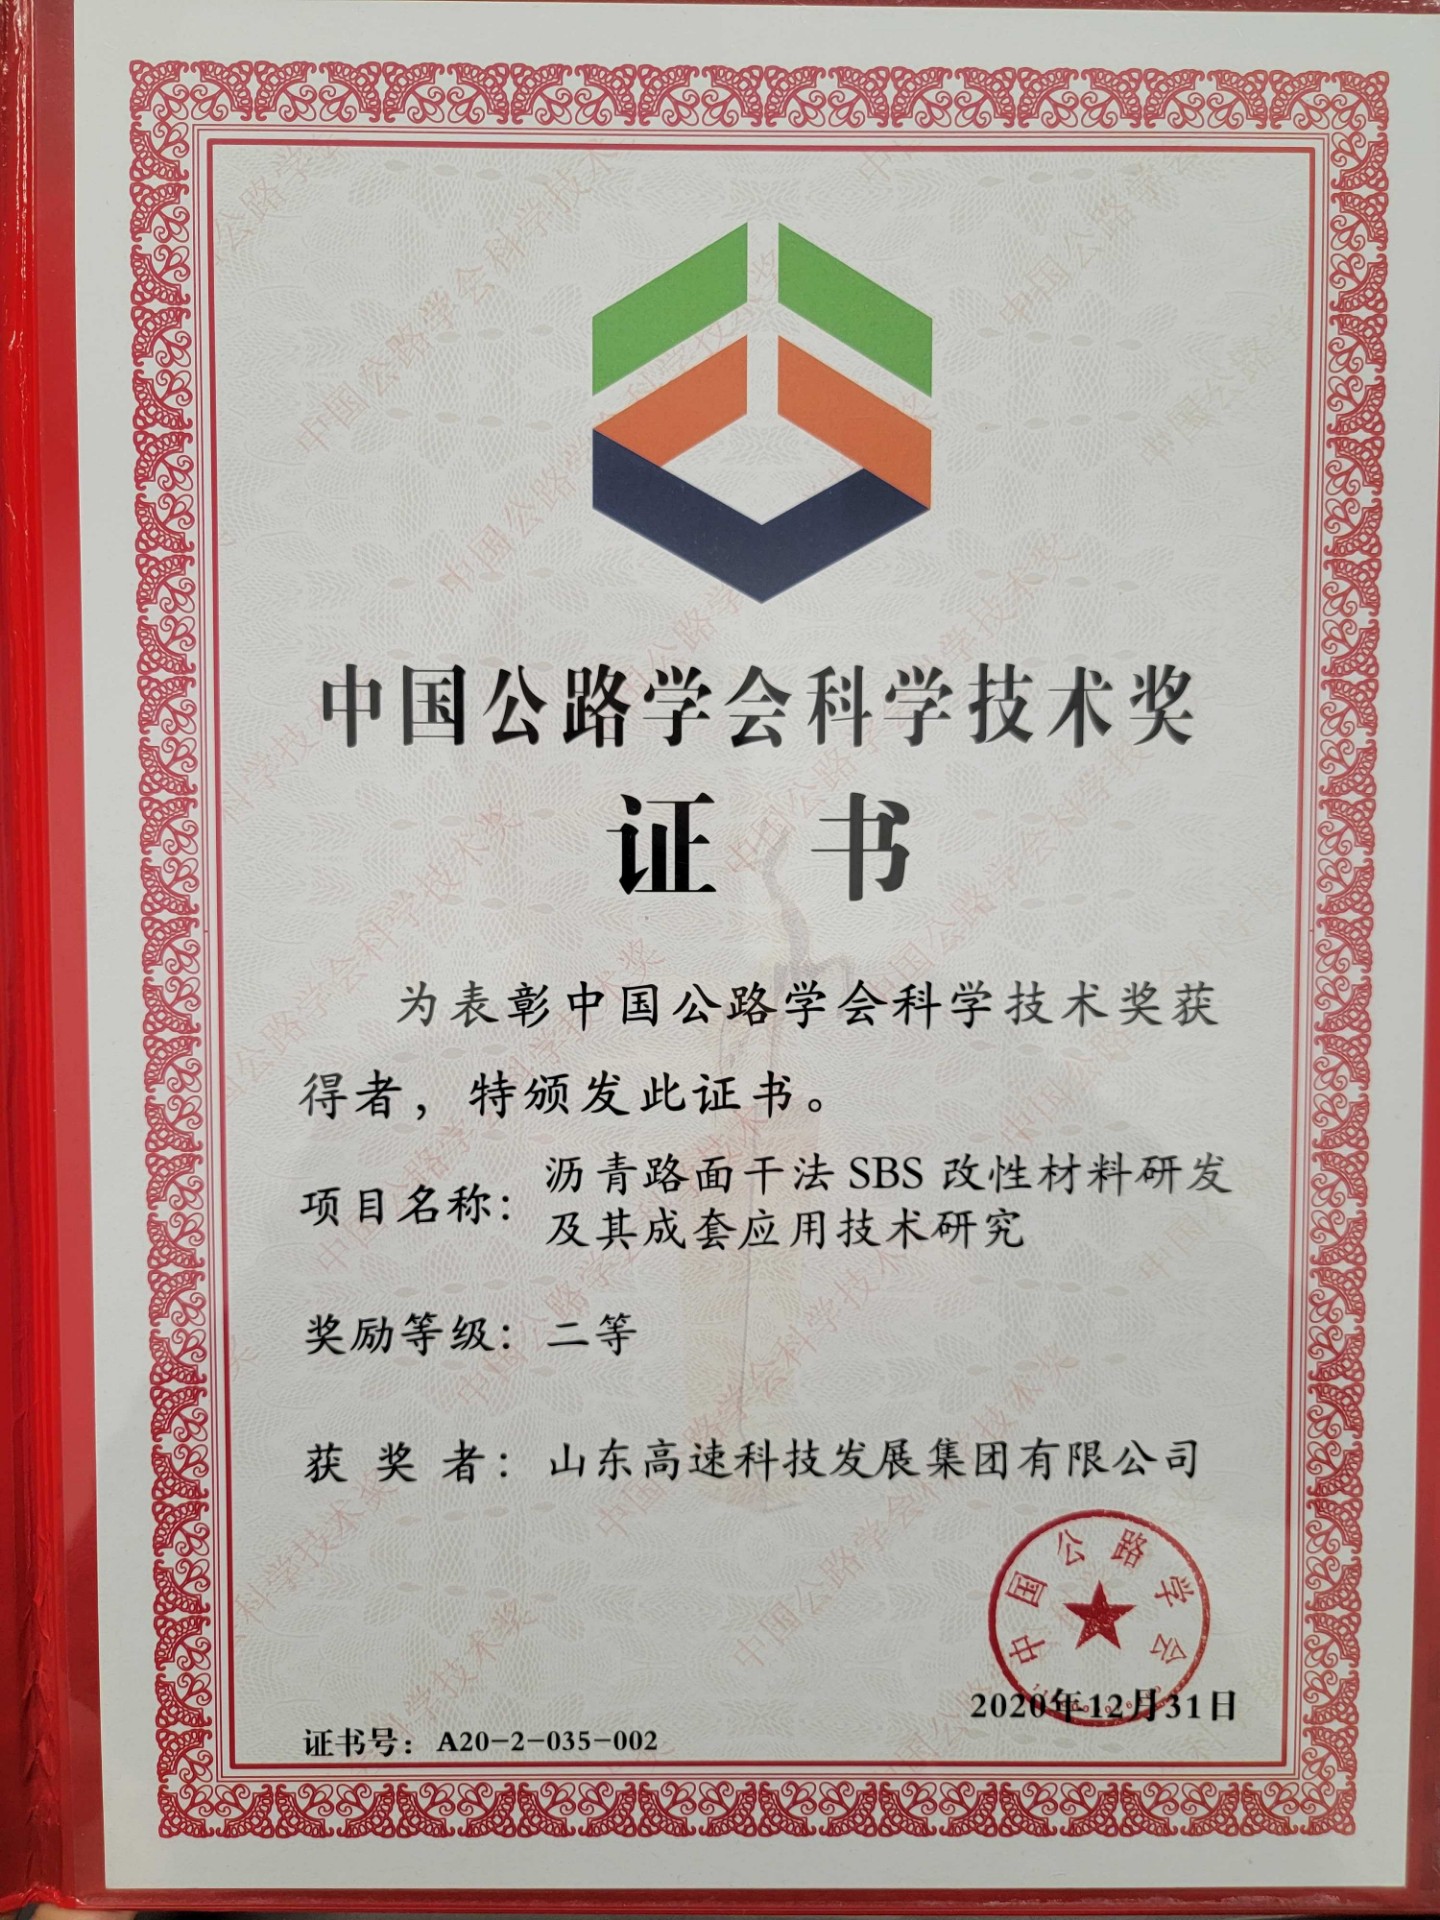 中国公路学会科学技术奖
证 书
为表彰中国公路学会科学技术奖获
得者，特颁发此证书。
项目名称：沥青路面干法 SBS 改性材料研发
及其成套应用技术研究
奖励等级：二等
获 奖 者：山东高速科技发展集团有限公司
中国公路学会
2020年12月31日
证书号：A20-2-035-002